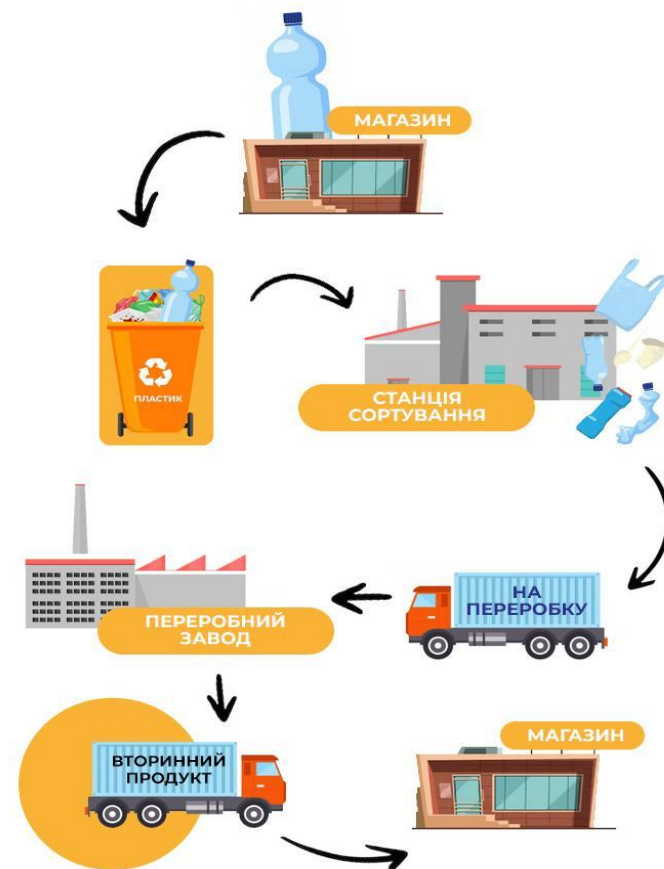 МАГАЗИН
ПЛАСТИК
СТАНЦІЯ
СОРТУВАННЯ
НА
ПЕРЕРОБКУ
ПЕРЕРОБНИЙ
ЗАВОД
МАГАЗИН
ВТОРИННИЙ
ПРОДУКТ